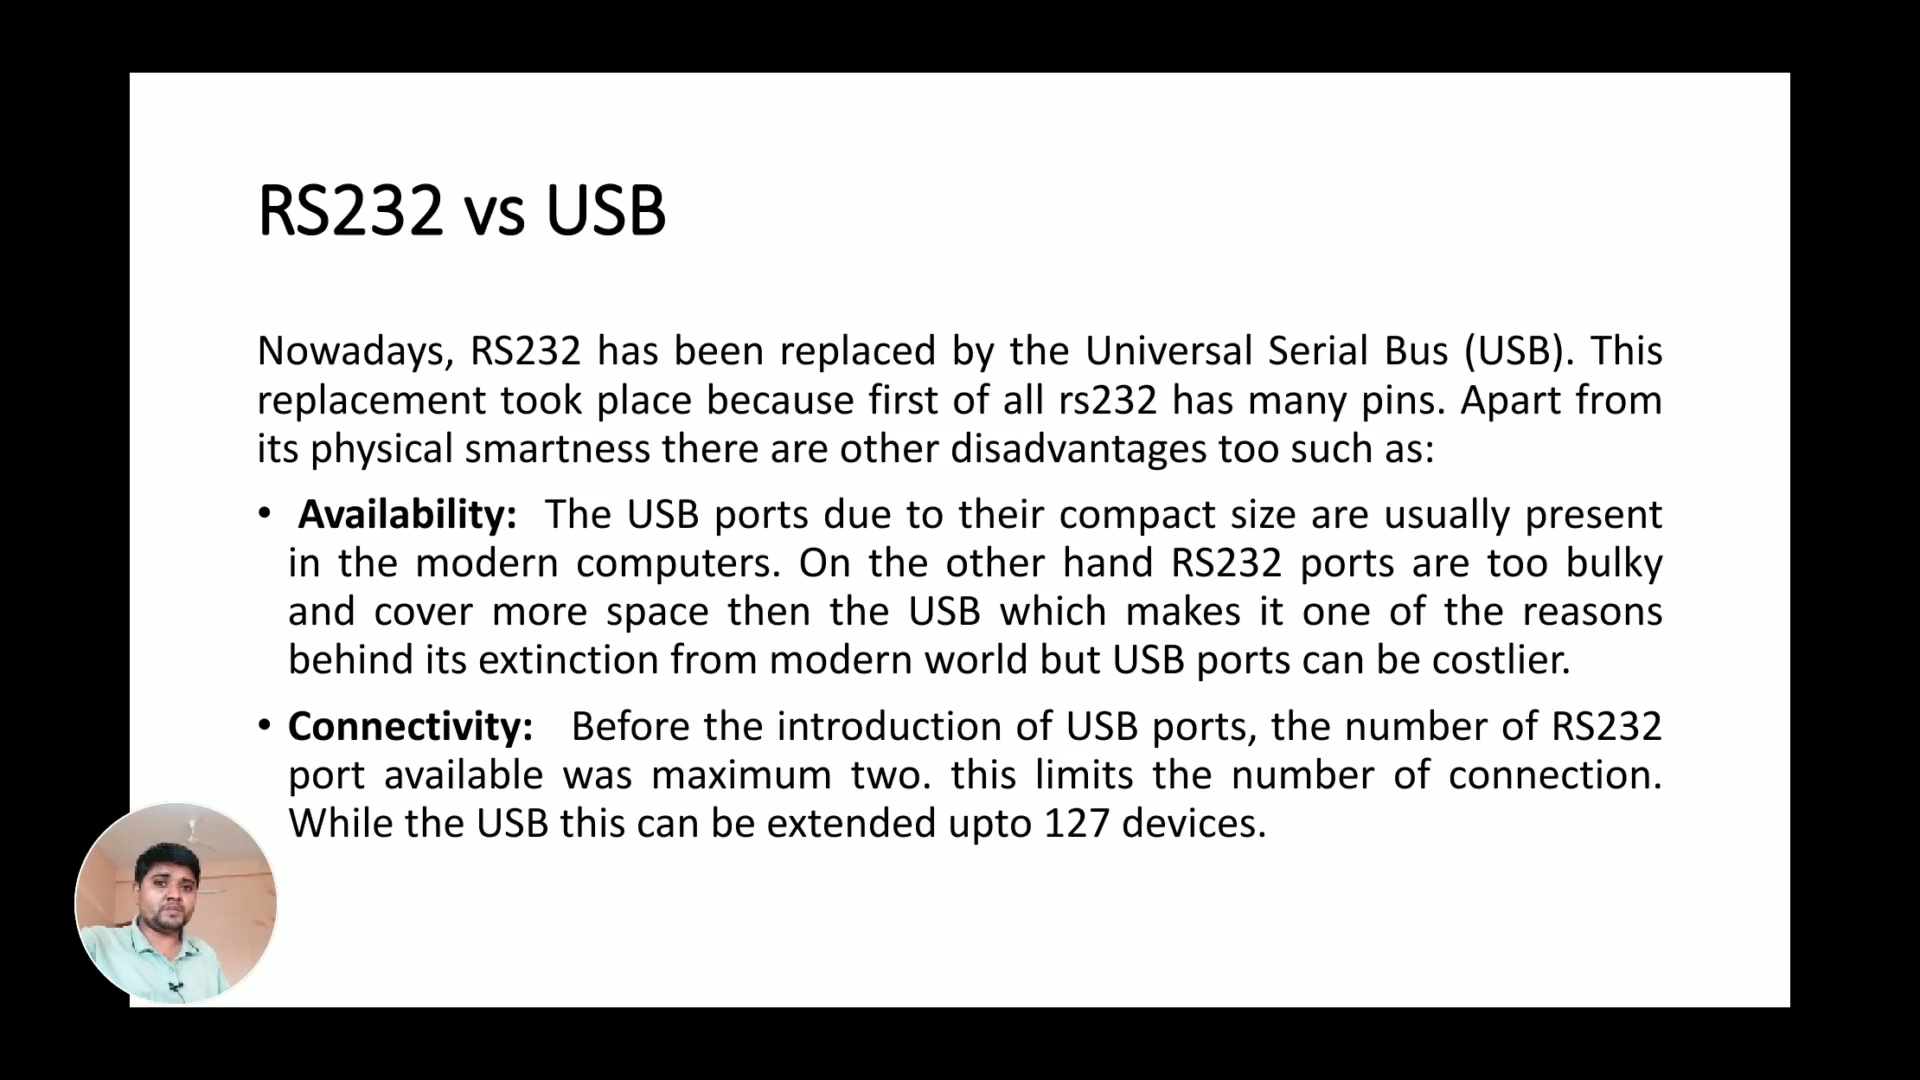 RS232 vs USB
Nowadays, RS232 has been replaced by the Universal Serial Bus (USB). This
replacement took place because first of all rs232 has many pins. Apart from
its physical smartness there are other disadvantages too such as:
• Availability: The USB ports due to their compact size are usually present
in the modern computers. On the other hand RS232 ports are too bulky
and cover more space then the USB which makes it one of the reasons
behind its extinction from modern world but USB ports can be costlier.
• Connectivity: Before the introduction of USB ports, the number of RS232
port available was maximum two. this limits the number of connection.
While the USB this can be extended upto 127 devices.